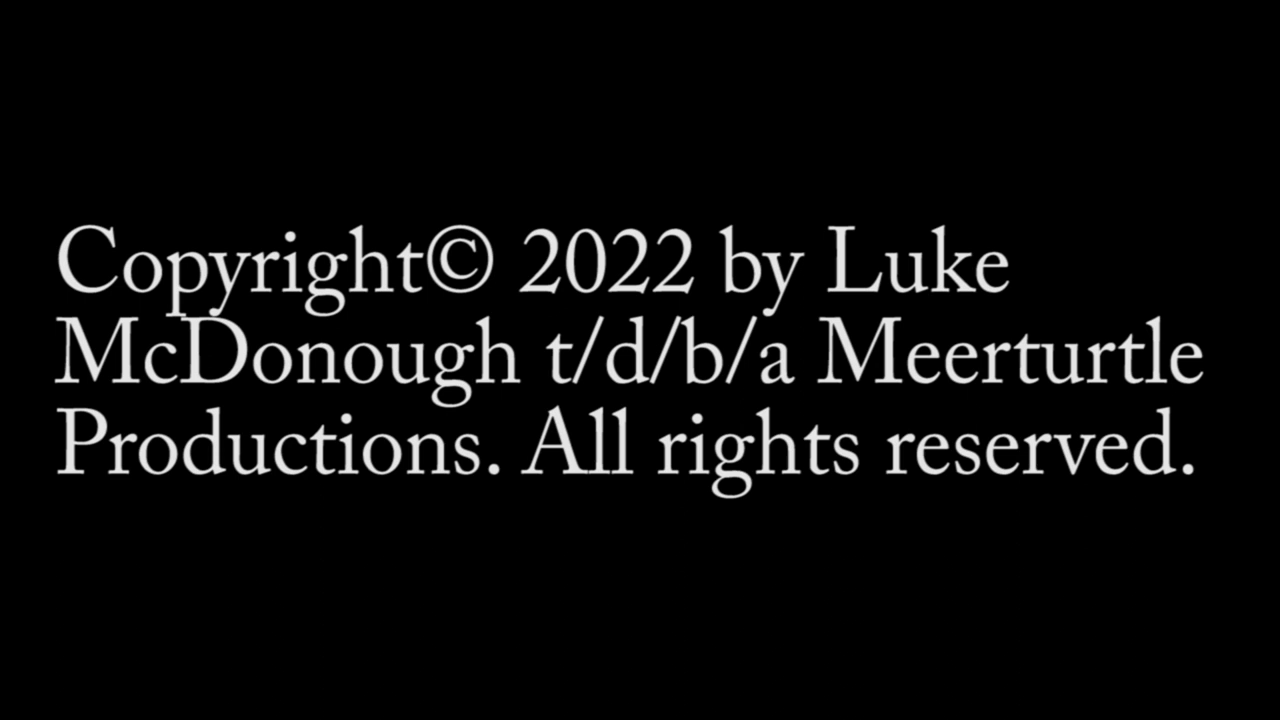 Copyright© 2022 by Luke
McDonough t/d/b/a Meerturtle
Productions. All rights reserved.